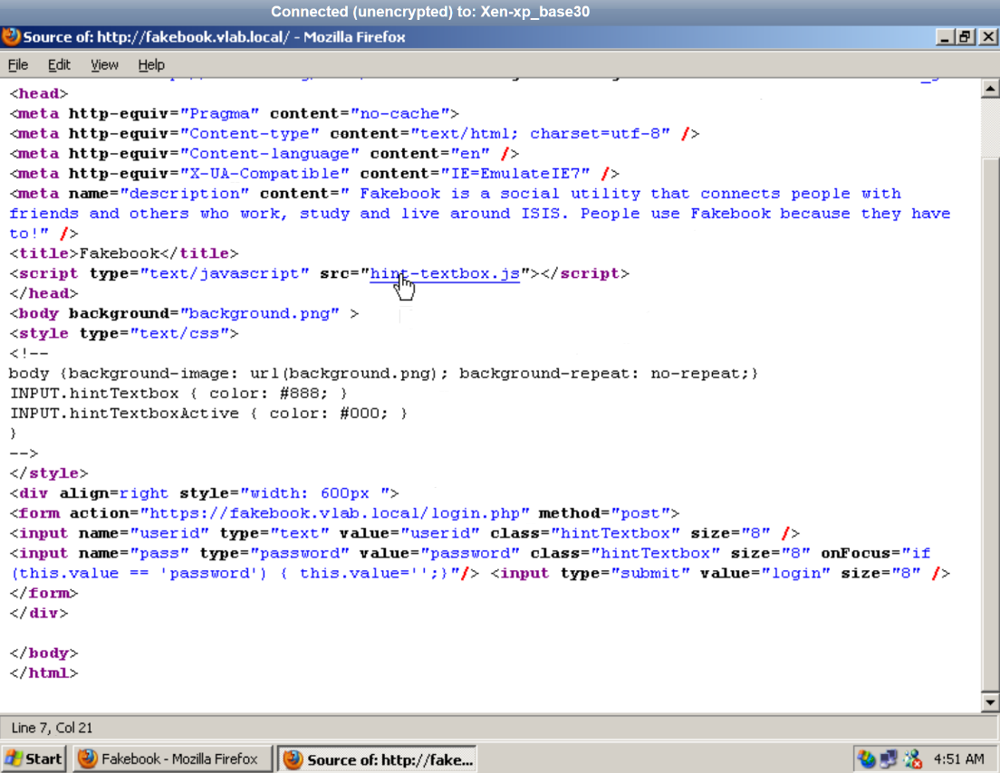 Connected (unencrypted) to: Xen-xp_base30
Source of: http://fakebook.vlab.local/ - Mozilla Firefox
File Edit View Help
<head>
<meta http-equiv="Pragma" content="no-cache">
<meta http-equiv="Content-type" content="text/html; charset=utf-8" />
<meta http-equiv="Content-language" content="en" />
<meta http-equiv="X-UA-Compatible" content="IE=EmulateIE7" />
<meta name="description" content=" Fakebook is a social utility that connects people with
friends and others who work, study and live around ISIS. People use Fakebook because they have
to!" />
<title>Fakebook</title>
<script type="text/javascript" src="hint-textbox.js"></script>
</head>
<body background="background.png" >
<style type="text/css">
<!--
body {background-image: url(background.png); background-repeat: no-repeat;}
INPUT.hintTextbox { color: #888; }
INPUT.hintTextboxActive { color: #000; }
}
-->
</style>
<div align=right style="width: 600px ">
<form action="https://fakebook.vlab.local/login.php" method="post">
<input name="userid" type="text" value="userid" class="hintTextbox" size="8" />
<input name="pass" type="password" value="password" class="hintTextbox" size="8" onFocus="if
(this.value == 'password') { this.value='';}"/> <input type="submit" value="login" size="8" />
</form>
</div>
</body>
</html>
Line 7, Col 21
Start Fakebook - Mozilla Firefox Source of: http://fake... 4:51 AM